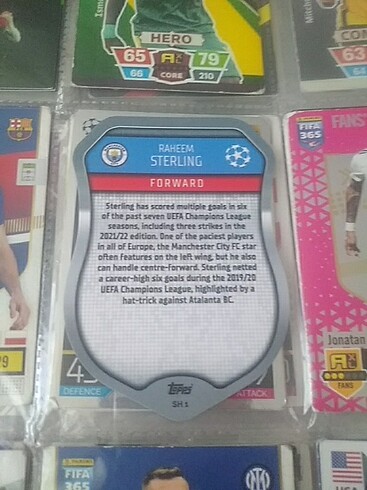 HERO
65
79
66
CORE
210
63
64
RAHEEM
STERLING
FORWARD
Sterling has scored multiple goals in six
of the past seven UEFA Champions League
seasons, including three strikes in the
2021/22 edition. One of the paciest players
in all of Europe, the Manchester City FC star
often features on the left wing, but he also
can handle centre-forward. Sterling netted
a career-high six goals during the 2019/20
UEFA Champions League, highlighted by a
hat-trick against Atalanta BC.
Topps
SH 1
DEFENCE
ATTACK
PANINI
FIFA
365
FANS
Jonatan
FANS
PANINI
FIFA
365